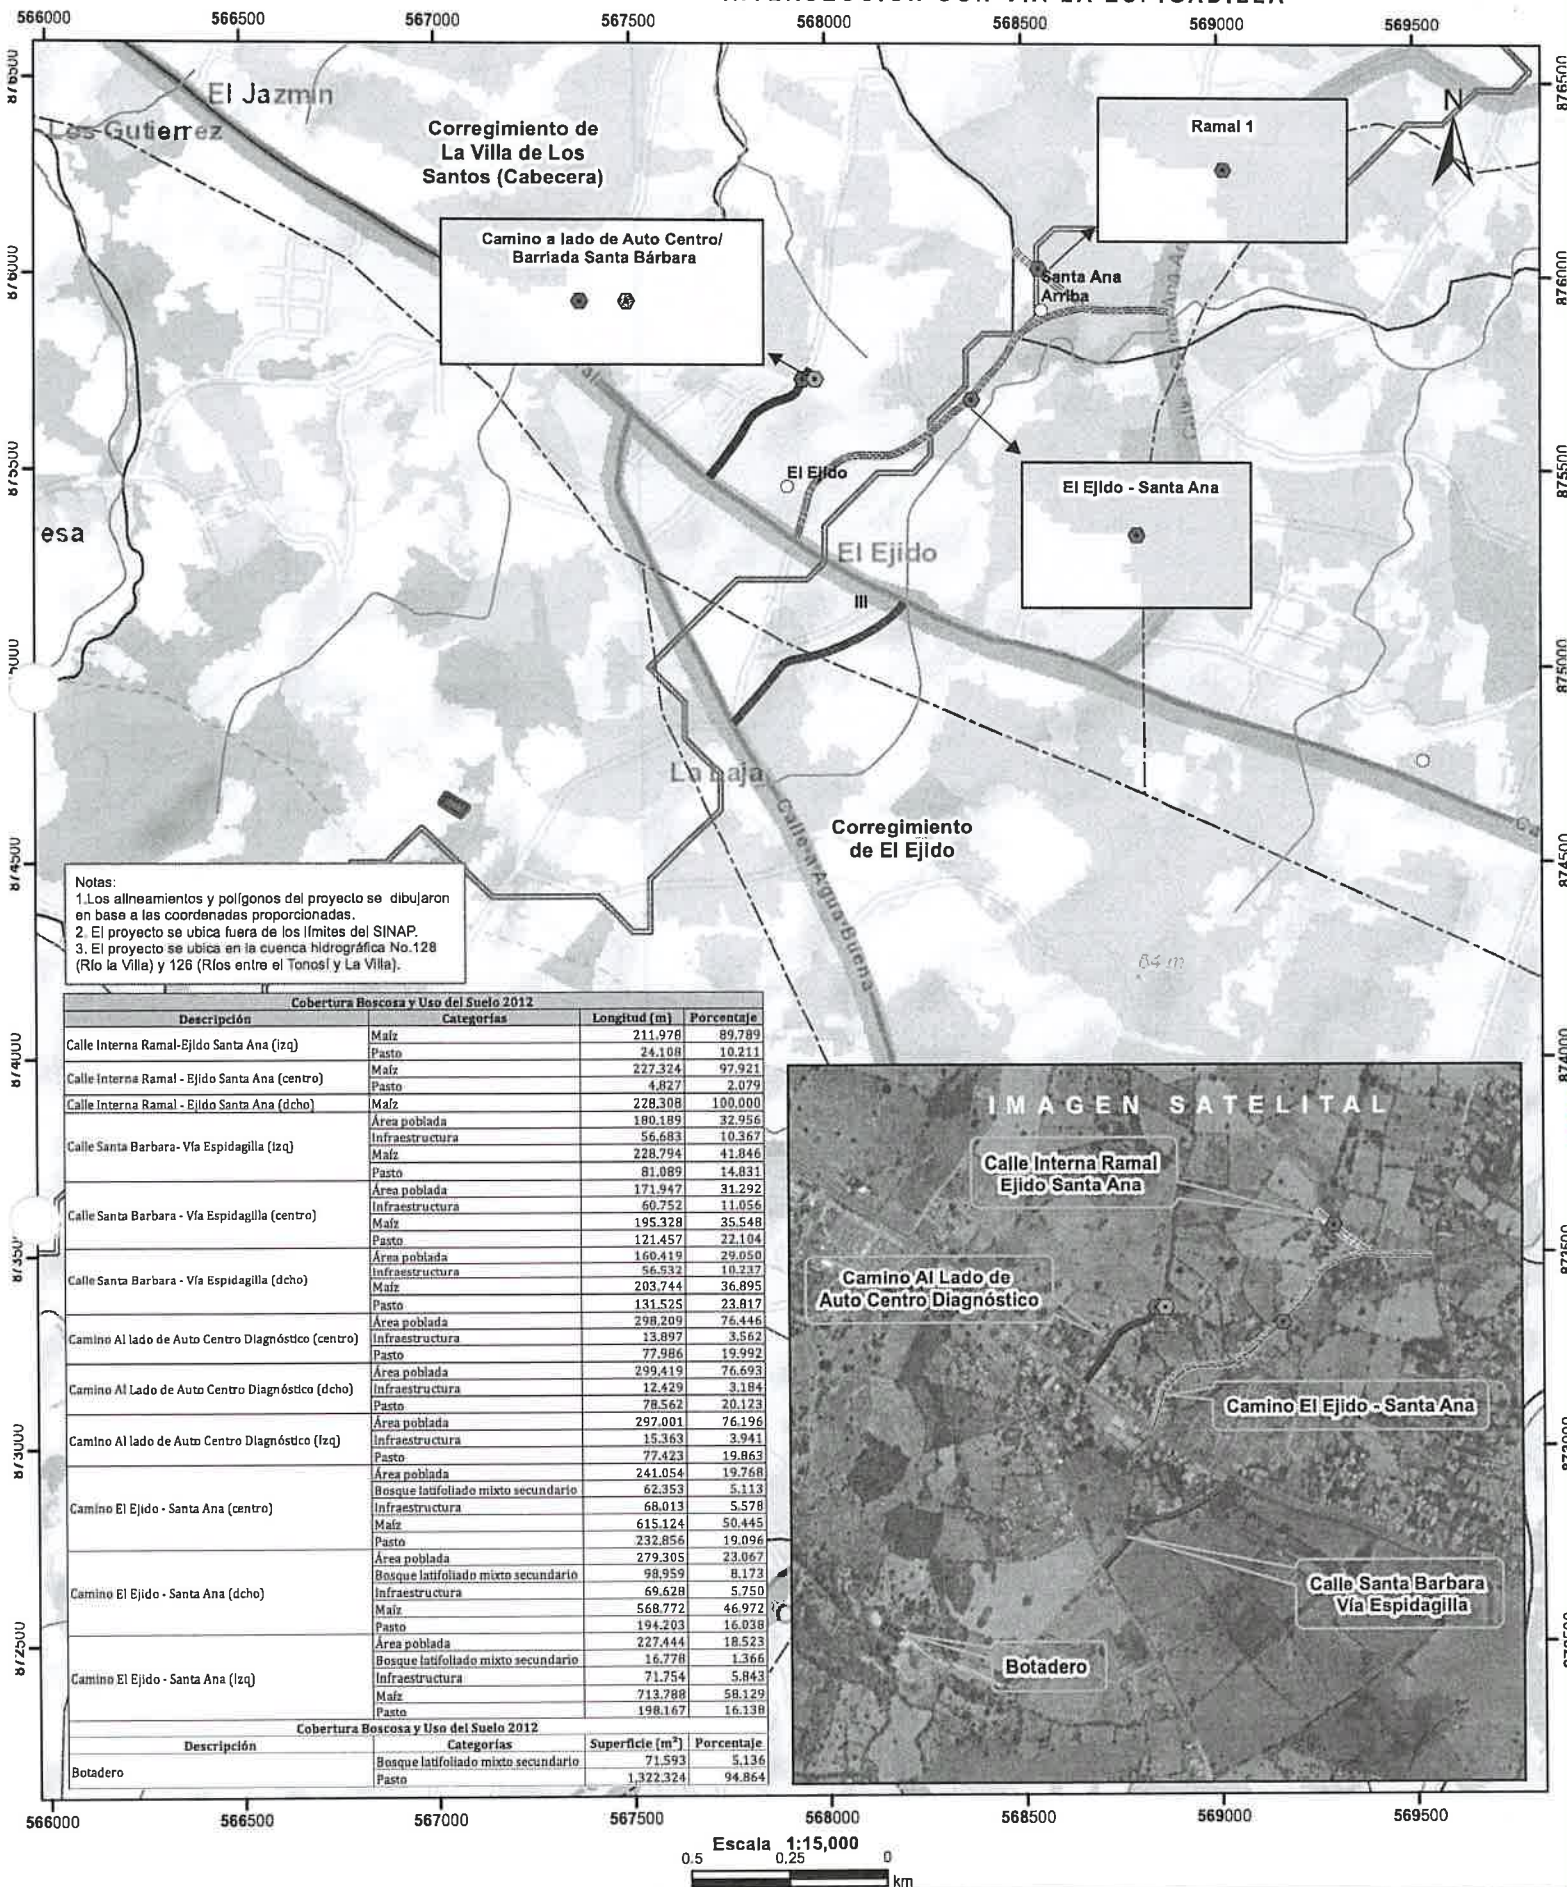 566000 566500 567000 567500 568000 568500 569000 569500
876500
876000
875500
874500
874000
873000
872500
876500
876000
875500
875000
874500
874000
873500
El Jazmin
Los Gutierrez
Corregimiento de
La Villa de Los
Santos (Cabecera)
N
Ramal 1
Camino a lado de Auto Centro/
Barriada Santa Bárbara
Santa Ana
Arriba
El Ejido
El Ejido - Santa Ana
esa
El Ejido
III
La Laja
Calle a Agua Buena
Corregimiento
de El Ejido
Notas:
1.Los alineamientos y polígonos del proyecto se dibujaron
en base a las coordenadas proporcionadas.
2. El proyecto se ubica fuera de los límites del SINAP.
3. El proyecto se ubica en la cuenca hidrográfica No.128
(Río la Villa) y 126 (Ríos entre el Tonosí y La Villa).
Cobertura Boscosa y Uso del Suelo 2012
Descripción Categorías Longitud (m) Porcentaje
Calle Interna Ramal-Ejido Santa Ana (izq) Maíz 211.978 89.789
Pasto 24.108 10.211
Calle Interna Ramal - Ejido Santa Ana (centro) Maíz 227.324 97.921
Pasto 4.827 2.079
Calle Interna Ramal - Ejido Santa Ana (dcho) Maíz 228.308 100.000
Calle Santa Barbara- Vía Espidagilla (izq) Área poblada 180.189 32.956
Infraestructura 56.683 10.367
Maíz 228.794 41.846
Pasto 81.089 14.831
Calle Santa Barbara - Vía Espidagilla (centro) Área poblada 171.947 31.292
Infraestructura 60.752 11.056
Maíz 195.328 35.548
Pasto 121.457 22.104
Calle Santa Barbara - Vía Espidagilla (dcho) Área poblada 160.419 29.050
Infraestructura 56.532 10.237
Maíz 203.744 36.895
Pasto 131.525 23.817
Camino Al lado de Auto Centro Diagnóstico (centro) Área poblada 298.209 76.446
Infraestructura 13.897 3.562
Pasto 77.986 19.992
Camino Al Lado de Auto Centro Diagnóstico (dcho) Área poblada 299.419 76.693
Infraestructura 12.429 3.184
Pasto 78.562 20.123
Camino Al lado de Auto Centro Diagnóstico (izq) Área poblada 297.001 76.196
Infraestructura 15.363 3.941
Pasto 77.423 19.863
Camino El Ejido - Santa Ana (centro) Área poblada 241.054 19.768
Bosque latifoliado mixto secundario 62.353 5.113
Infraestructura 68.013 5.578
Maíz 615.124 50.445
Pasto 232.856 19.096
Camino El Ejido - Santa Ana (dcho) Área poblada 279.305 23.067
Bosque latifoliado mixto secundario 98.959 8.173
Infraestructura 69.628 5.750
Maíz 568.772 46.972
Pasto 194.203 16.038
Camino El Ejido - Santa Ana (izq) Área poblada 227.444 18.523
Bosque latifoliado mixto secundario 16.778 1.366
Infraestructura 71.754 5.843
Maíz 713.788 58.129
Pasto 198.167 16.138
Cobertura Boscosa y Uso del Suelo 2012
Descripción Categorías Superficie (m²) Porcentaje
Botadero Bosque latifoliado mixto secundario 71.593 5.136
Pasto 1,322.324 94.864
IMAGEN SATELITAL
Calle Interna Ramal
Ejido Santa Ana
Camino Al Lado de
Auto Centro Diagnóstico
Camino El Ejido - Santa Ana
Calle Santa Barbara
Vía Espidagilla
Botadero
566000 566500 567000 567500 568000 568500 569000 569500
Escala 1:15,000
0.5 0.25 0
km